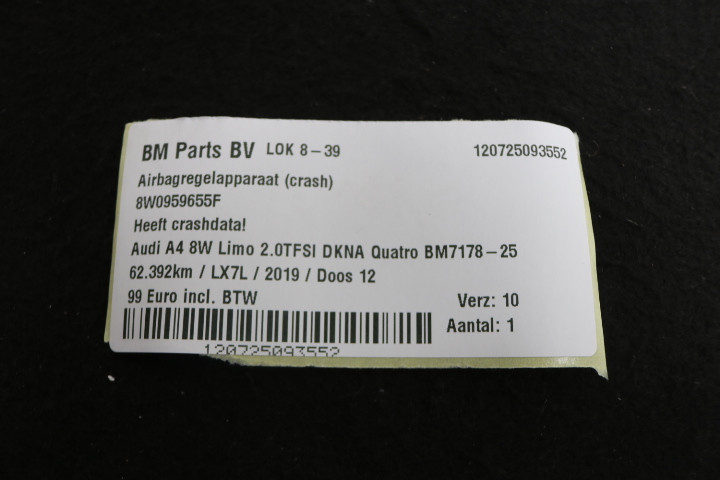 BM Parts BV LOK 8-39 120725093552
Airbagregelapparaat (crash)
8W0959655F
Heeft crashdata!
Audi A4 8W Limo 2.0TFSI DKNA Quatro BM7178-25
62.392km / LX7L / 2019 / Doos 12
99 Euro incl. BTW Verz: 10
Aantal: 1
120725093552